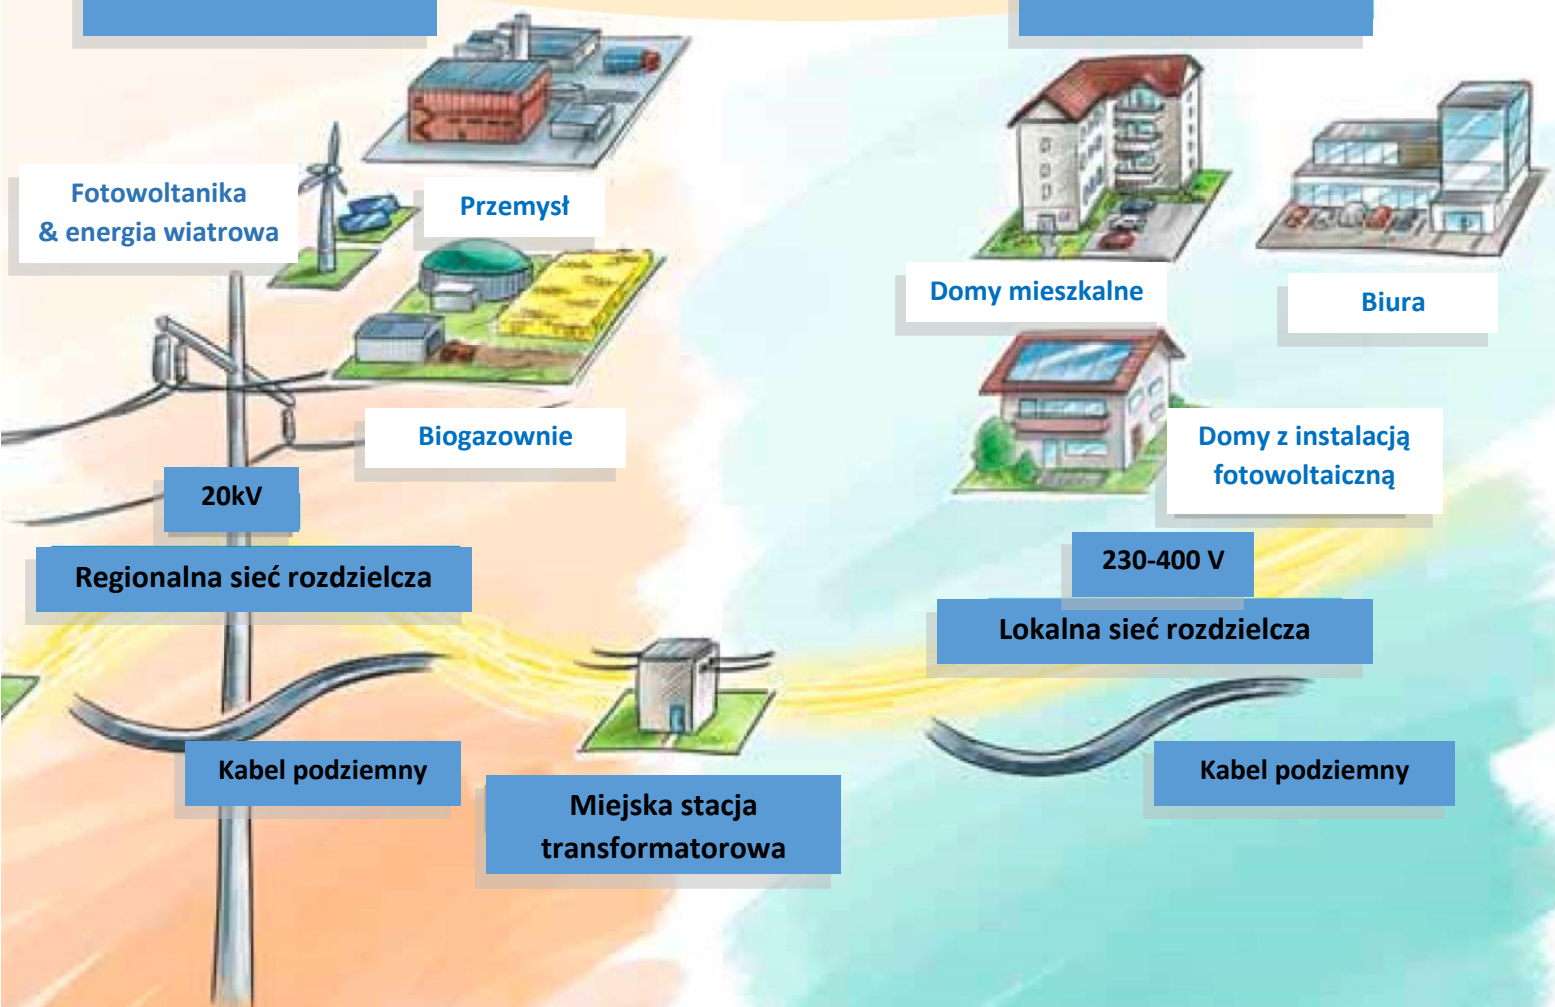 Fotowoltanika
& energia wiatrowa
Przemysł
Biogazownie
20kV
Regionalna sieć rozdzielcza
Kabel podziemny
Miejska stacja
transformatorowa
Domy mieszkalne
Biura
Domy z instalacją
fotowoltaiczną
230-400 V
Lokalna sieć rozdzielcza
Kabel podziemny